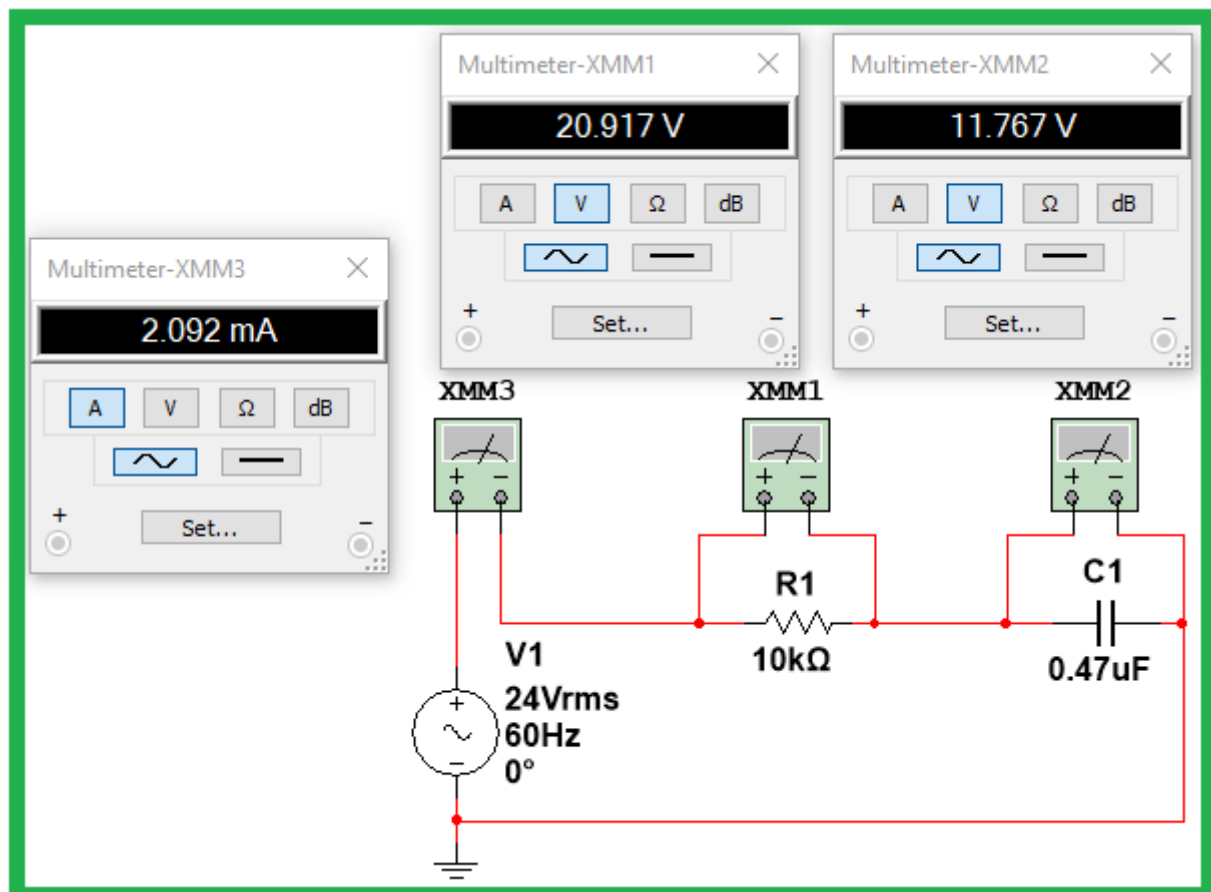 Multimeter-XMM1
20.917 V
A V Ω dB
+ Set... −
Multimeter-XMM2
11.767 V
A V Ω dB
+ Set... −
Multimeter-XMM3
2.092 mA
A V Ω dB
+ Set... −
XMM3
+ −
XMM1
+ −
XMM2
+ −
R1
10kΩ
C1
0.47uF
V1
24Vrms
60Hz
0°
+
−